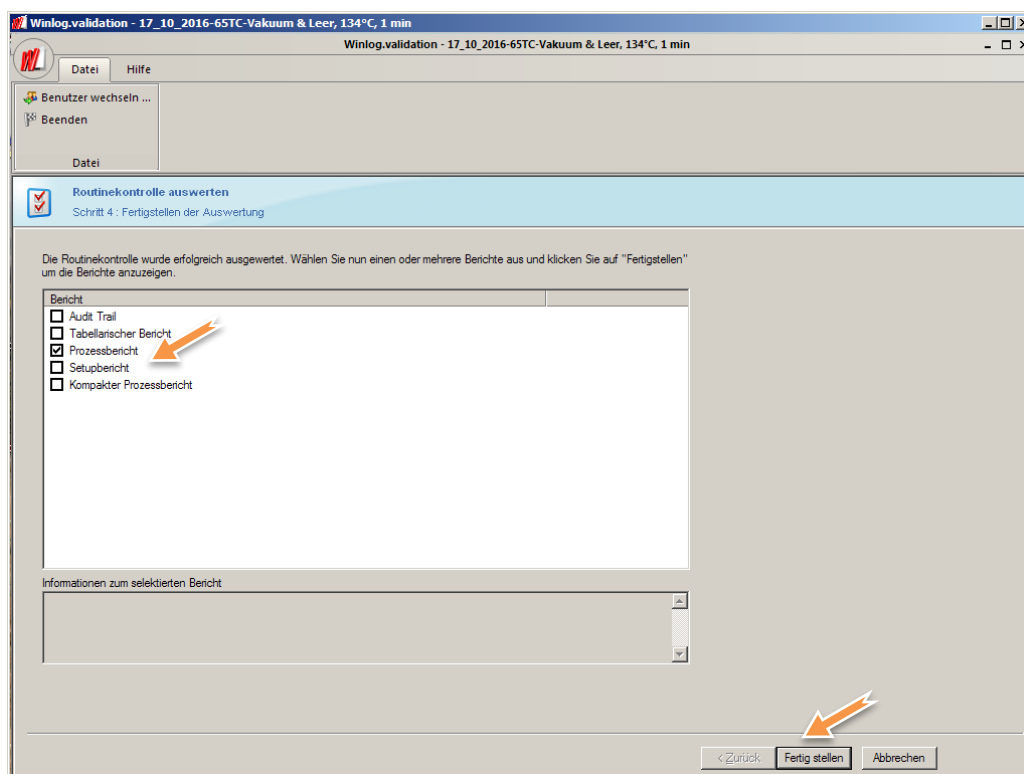 Winlog.validation - 17_10_2016-65TC-Vakuum & Leer, 134°C, 1 min
Winlog.validation - 17_10_2016-65TC-Vakuum & Leer, 134°C, 1 min
WL
Datei Hilfe
Benutzer wechseln ...
Beenden
Datei
Routinekontrolle auswerten
Schritt 4 : Fertigstellen der Auswertung
Die Routinekontrolle wurde erfolgreich ausgewertet. Wählen Sie nun einen oder mehrere Berichte aus und klicken Sie auf "Fertigstellen"
um die Berichte anzuzeigen.
Bericht
Audit Trail
Tabellarischer Bericht
Prozessbericht
Setupbericht
Kompakter Prozessbericht
Informationen zum selektierten Bericht
< Zurück Fertig stellen Abbrechen